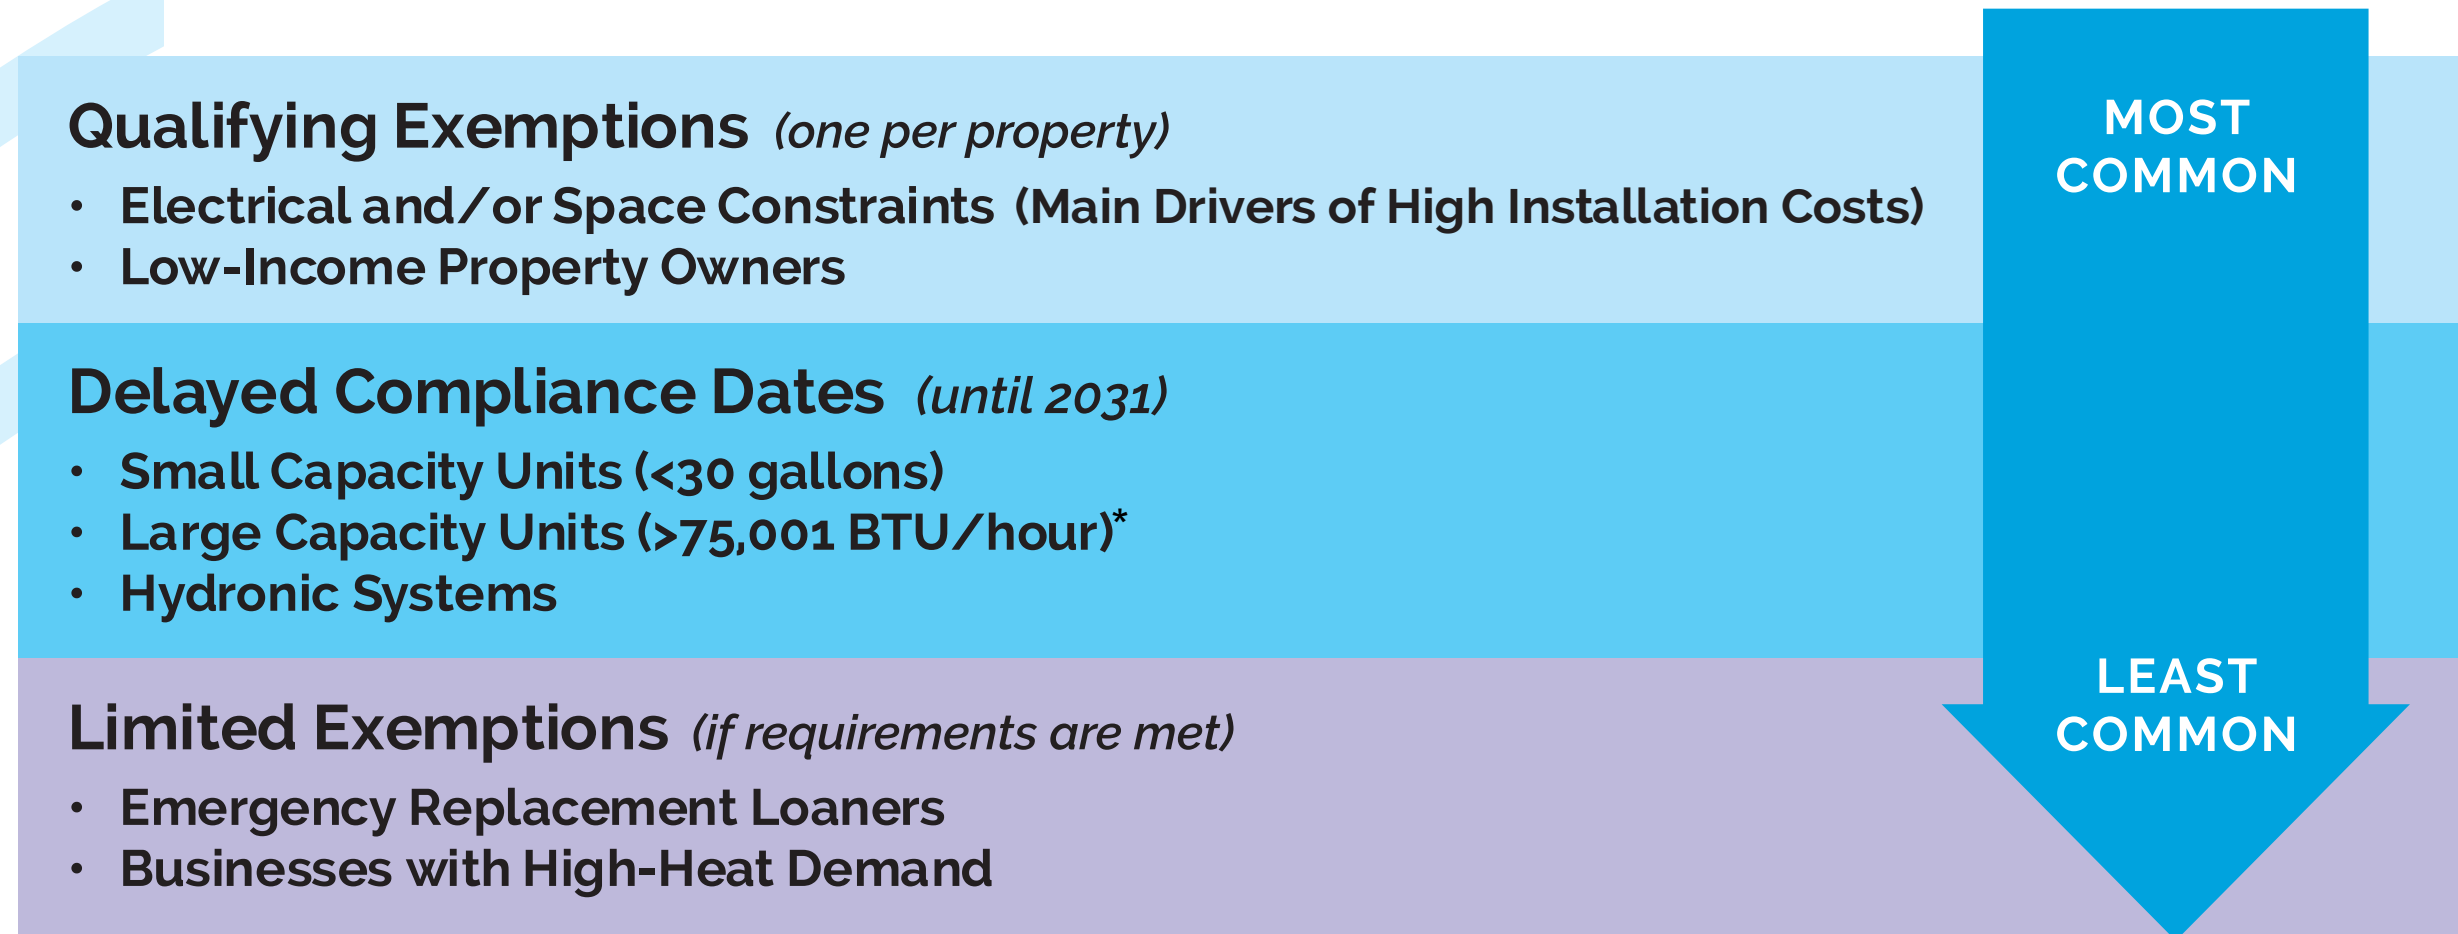 Qualifying Exemptions (one per property)
• Electrical and/or Space Constraints (Main Drivers of High Installation Costs)
• Low-Income Property Owners
Delayed Compliance Dates (until 2031)
• Small Capacity Units (<30 gallons)
• Large Capacity Units (>75,001 BTU/hour)*
• Hydronic Systems
Limited Exemptions (if requirements are met)
• Emergency Replacement Loaners
• Businesses with High-Heat Demand
MOST
COMMON
LEAST
COMMON